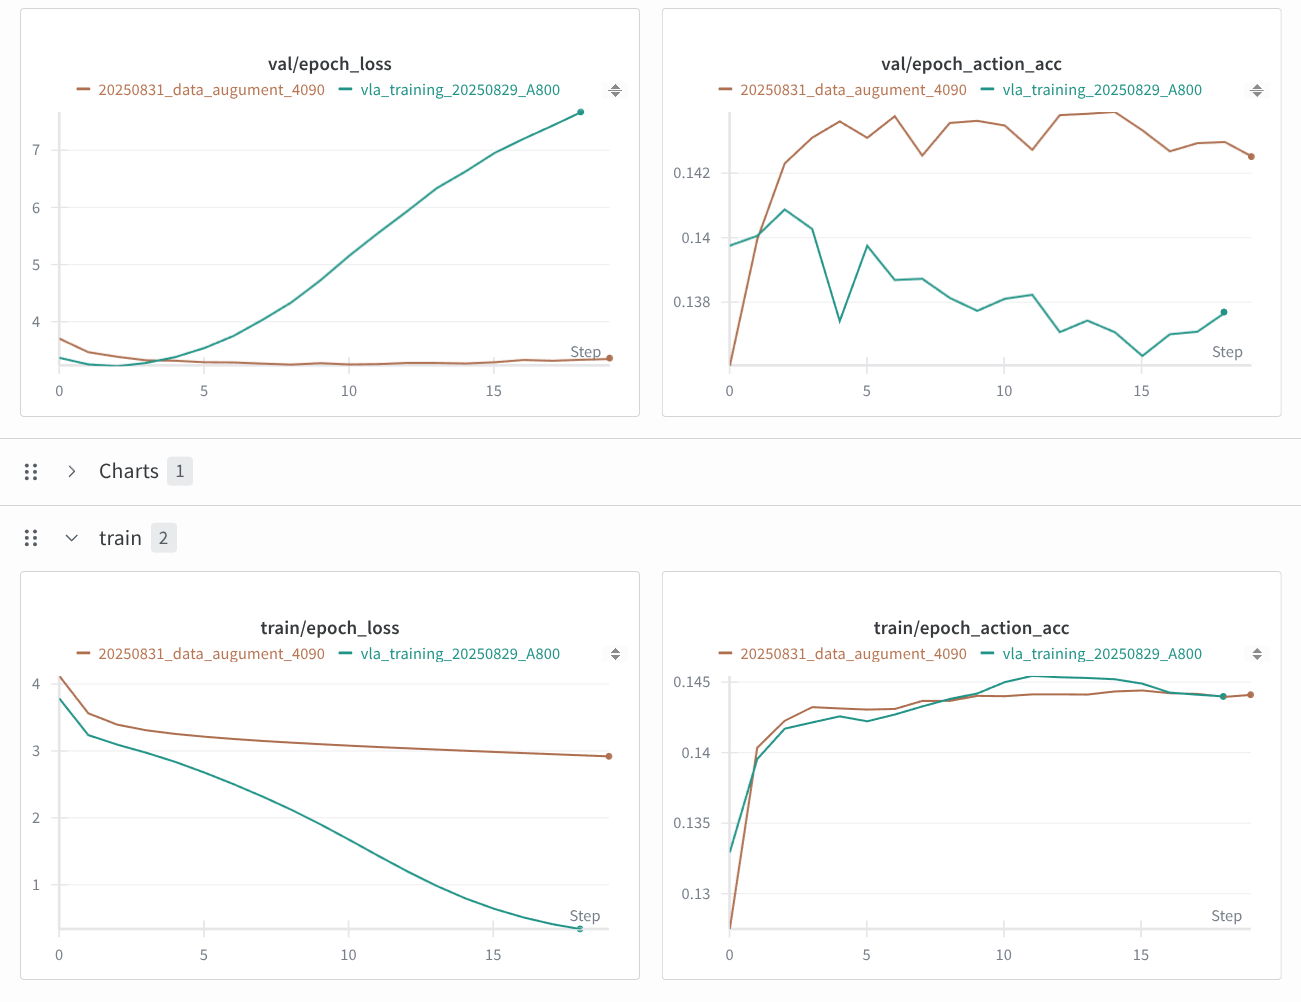 val/epoch_loss
20250831_data_augument_4090 vla_training_20250829_A800
7
6
5
4
Step
0 5 10 15
val/epoch_action_acc
20250831_data_augument_4090 vla_training_20250829_A800
0.142
0.14
0.138
Step
0 5 10 15
Charts 1
train 2
train/epoch_loss
20250831_data_augument_4090 vla_training_20250829_A800
4
3
2
1
Step
0 5 10 15
train/epoch_action_acc
20250831_data_augument_4090 vla_training_20250829_A800
0.145
0.14
0.135
0.13
Step
0 5 10 15